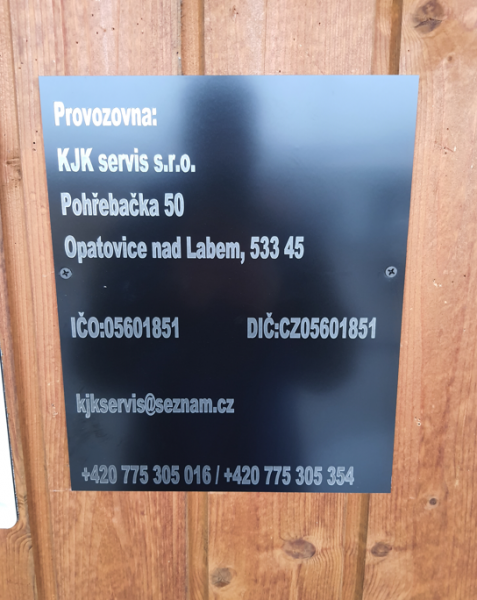 Provozovna:
KJK servis s.r.o.
Pohřebačka 50
Opatovice nad Labem, 533 45
IČO:05601851 DIČ:CZ05601851
kjkservis@seznam.cz
+420 775 305 016 / +420 775 305 354